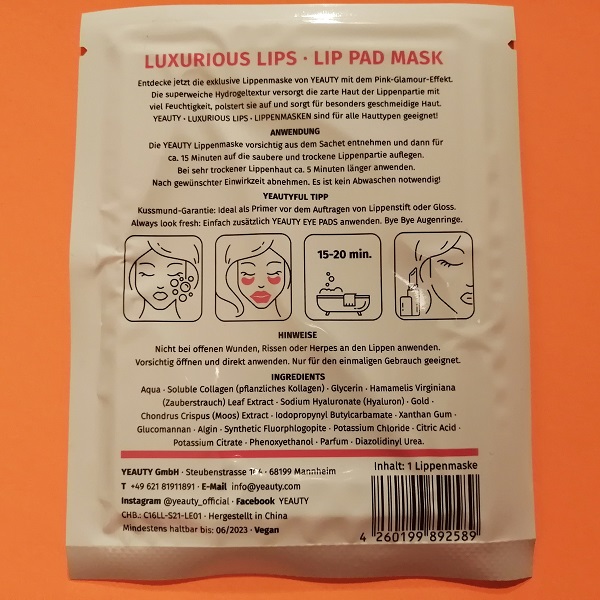 LUXURIOUS LIPS · LIP PAD MASK
Entdecke jetzt die exklusive Lippenmaske von YEAUTY mit dem Pink-Glamour-Effekt.
Die superweiche Hydrogeltextur versorgt die zarte Haut der Lippenpartie mit
viel Feuchtigkeit, polstert sie auf und sorgt für besonders geschmeidige Haut.
YEAUTY · LUXURIOUS LIPS · LIPPENMASKEN sind für alle Hauttypen geeignet!
ANWENDUNG
Die YEAUTY Lippenmaske vorsichtig aus dem Sachet entnehmen und dann für
ca. 15 Minuten auf die saubere und trockene Lippenpartie auflegen.
Bei sehr trockener Lippenhaut ca. 5 Minuten länger anwenden.
Nach gewünschter Einwirkzeit abnehmen. Es ist kein Abwaschen notwendig!
YEAUTYFUL TIPP
Kussmund-Garantie: Ideal als Primer vor dem Auftragen von Lippenstift oder Gloss.
Always look fresh: Einfach zusätzlich YEAUTY EYE PADS anwenden. Bye Bye Augenringe.
15-20 min.
HINWEISE
Nicht bei offenen Wunden, Rissen oder Herpes an den Lippen anwenden.
Vorsichtig öffnen und direkt anwenden. Nur für den einmaligen Gebrauch geeignet.
INGREDIENTS
Aqua · Soluble Collagen (pflanzliches Kollagen) · Glycerin · Hamamelis Virginiana
(Zauberstrauch) Leaf Extract · Sodium Hyaluronate (Hyaluron) · Gold ·
Chondrus Crispus (Moos) Extract · Iodopropynyl Butylcarbamate · Xanthan Gum ·
Glucomannan · Algin · Synthetic Fluorphlogopite · Potassium Chloride · Citric Acid ·
Potassium Citrate · Phenoxyethanol · Parfum · Diazolidinyl Urea.
YEAUTY GmbH · Steubenstrasse · 68199 Mannheim
Inhalt: 1 Lippenmaske
T +49 621 81911891 · E-Mail info@yeauty.com
Instagram @yeauty_official · Facebook YEAUTY
CHB.: C16LL-S21-LE01 · Hergestellt in China
Mindestens haltbar bis: 06/2023 · Vegan
4 260199 892589